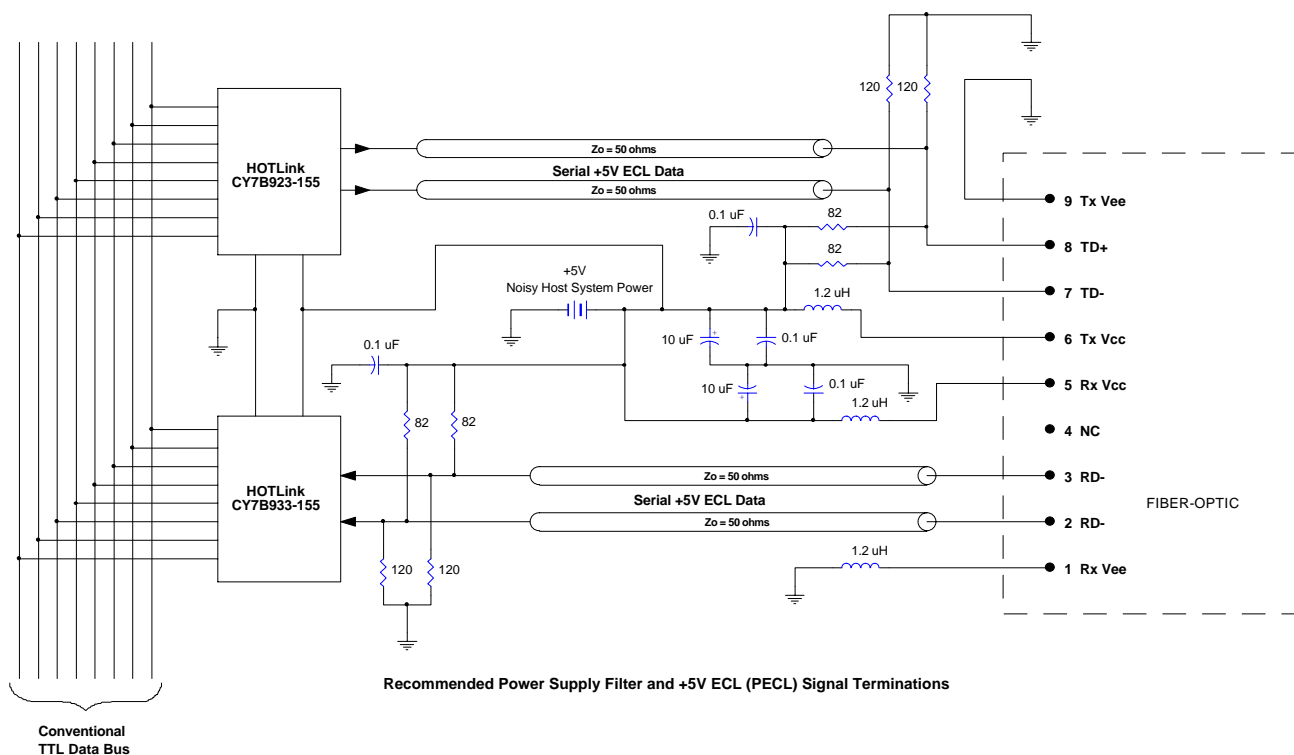 120
120
HOTLink
CY7B923-155
Zo = 50 ohms
Serial +5V ECL Data
Zo = 50 ohms
9 Tx Vee
0.1 uF
82
8 TD+
82
+5V
Noisy Host System Power
7 TD-
1.2 uH
10 uF
+
0.1 uF
6 Tx Vcc
0.1 uF
10 uF
+
0.1 uF
1.2 uH
5 Rx Vcc
82
82
4 NC
HOTLink
CY7B933-155
Zo = 50 ohms
3 RD-
Serial +5V ECL Data
FIBER-OPTIC
Zo = 50 ohms
2 RD-
1.2 uH
120
120
1 Rx Vee
Recommended Power Supply Filter and +5V ECL (PECL) Signal Terminations
Conventional
TTL Data Bus